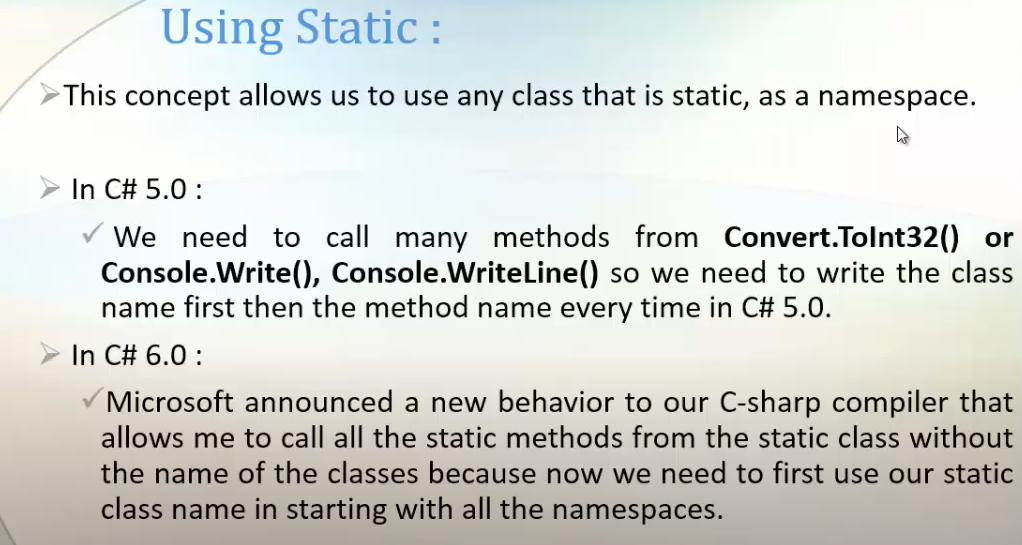 Using Static :
This concept allows us to use any class that is static, as a namespace.
In C# 5.0 :
We need to call many methods from Convert.ToInt32() or
Console.Write(), Console.WriteLine() so we need to write the class
name first then the method name every time in C# 5.0.
In C# 6.0 :
Microsoft announced a new behavior to our C-sharp compiler that
allows me to call all the static methods from the static class without
the name of the classes because now we need to first use our static
class name in starting with all the namespaces.